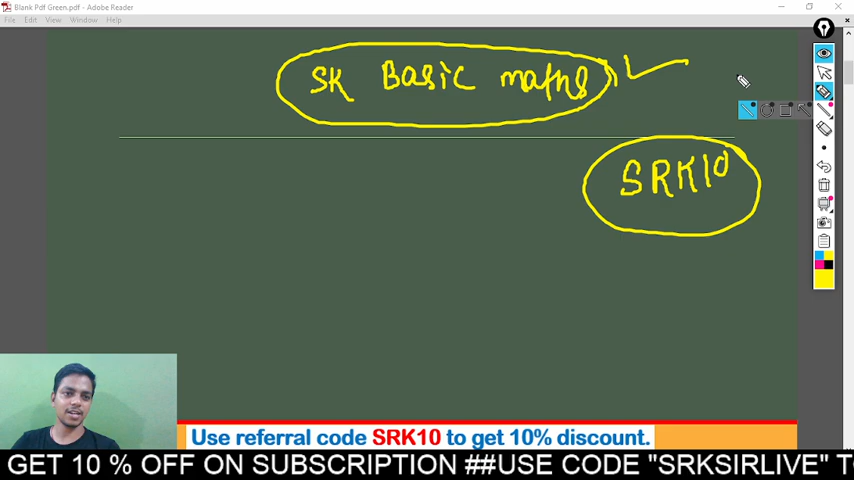 Blank Pdf Green.pdf - Adobe Reader
File Edit View Window Help
SK Basic maths
SRK10
Use referral code SRK10 to get 10% discount.
GET 10 % OFF ON SUBSCRIPTION ##USE CODE "SRKSIRLIVE" TO